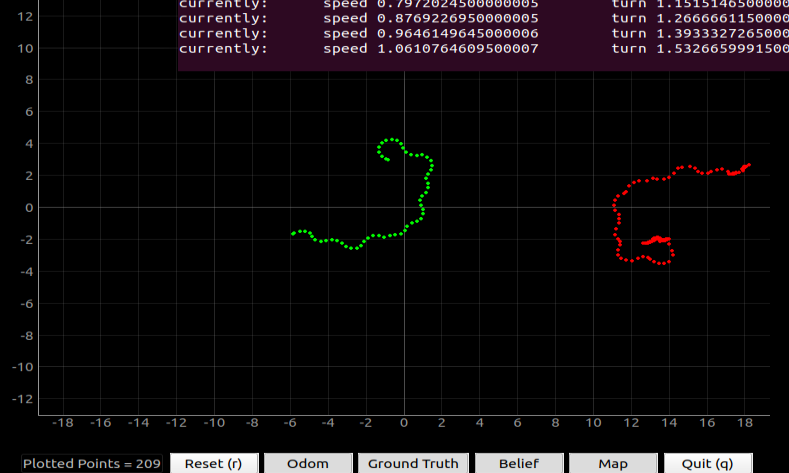 currently: speed 0.7972024500000005 turn 1.1515146500000
currently: speed 0.8769226950000005 turn 1.2666661150000
currently: speed 0.9646149645000006 turn 1.3933327265000
currently: speed 1.0610764609500007 turn 1.5326659991500
12
10
8
6
4
2
0
-2
-4
-6
-8
-10
-12
-18 -16 -14 -12 -10 -8 -6 -4 -2 0 2 4 6 8 10 12 14 16 18
Plotted Points = 209 Reset (r) Odom Ground Truth Belief Map Quit (q)